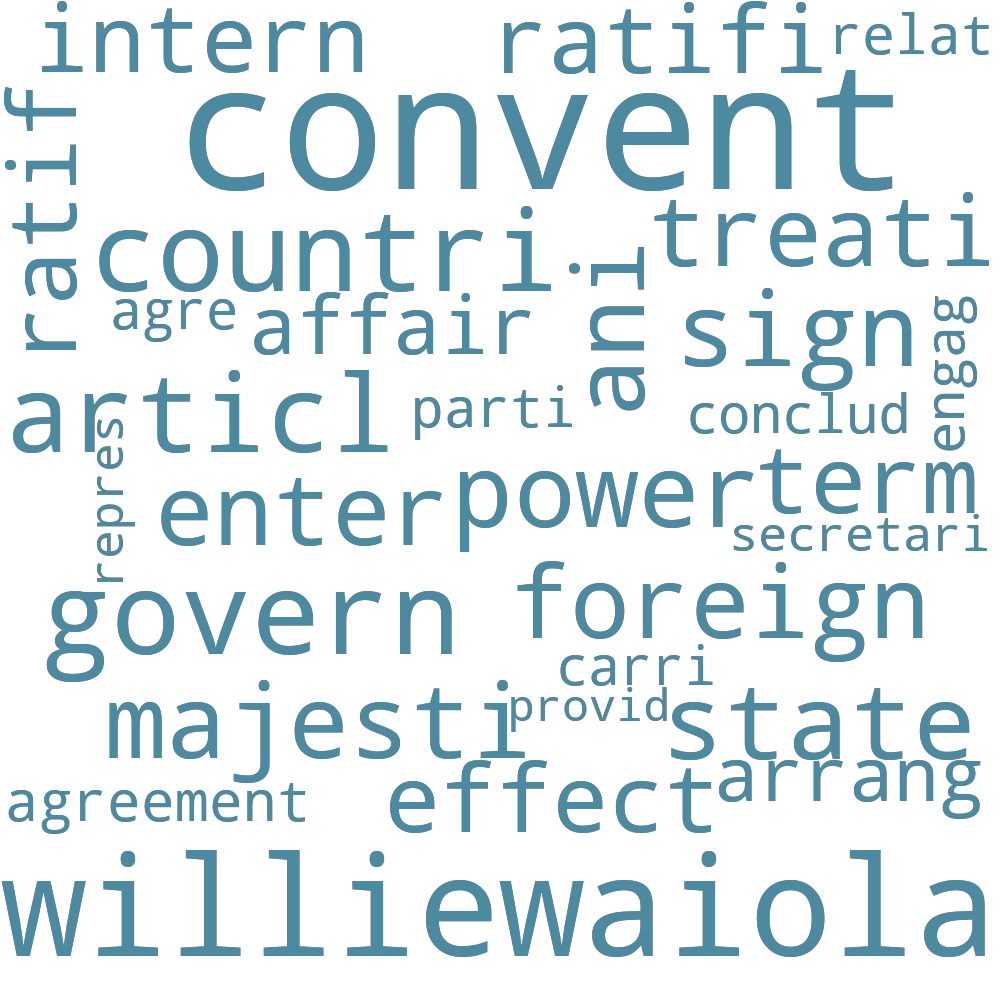 intern
ratifi
relat
ratif
convent
countri
treati
agre
affair
ani
sign
engag
articl
parti
conclud
repres
enter
power
term
secretari
govern
foreign
carri
majesti
provid
state
agreement
effect
arrang
williewaiola